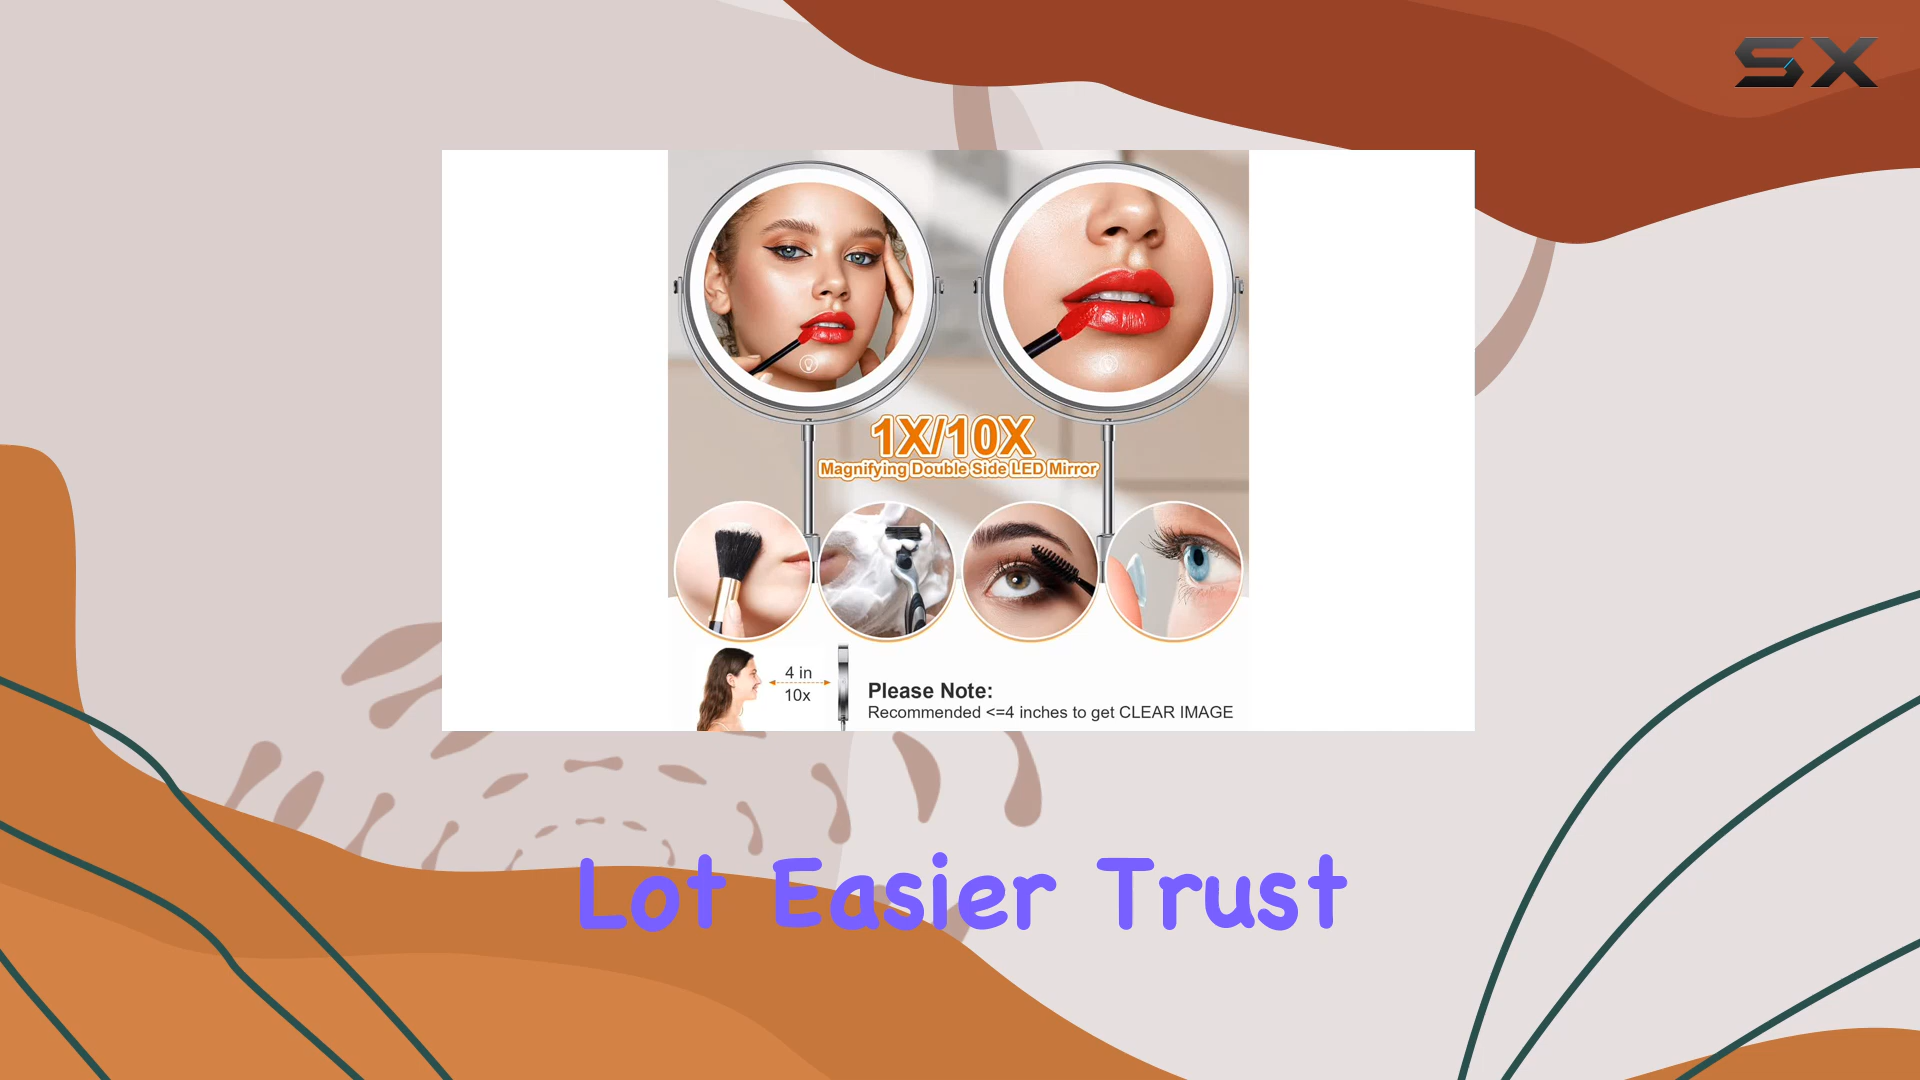 SX
1X/10X
Magnifying Double Side LED Mirror
4 in
10x
Please Note:
Recommended <=4 inches to get CLEAR IMAGE
Lot Easier Trust